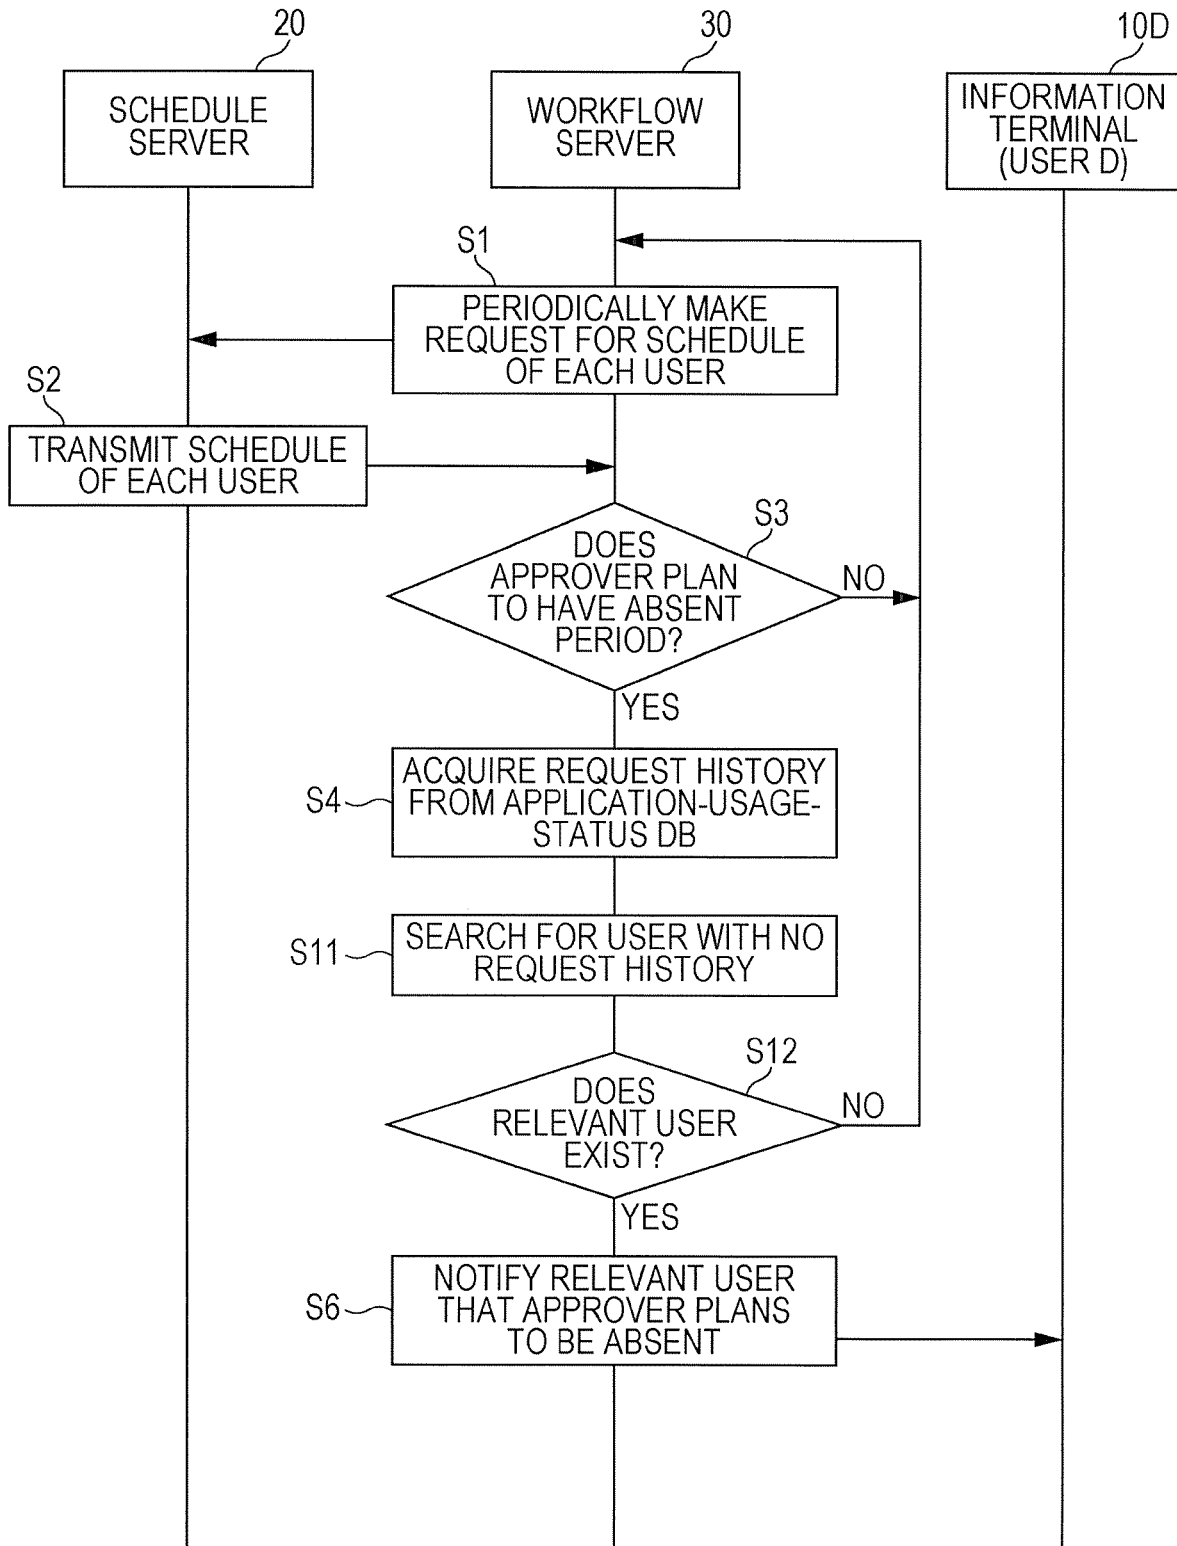 20
30
10D
SCHEDULE
SERVER
WORKFLOW
SERVER
INFORMATION
TERMINAL
(USER D)
S1
PERIODICALLY MAKE
REQUEST FOR SCHEDULE
OF EACH USER
S2
TRANSMIT SCHEDULE
OF EACH USER
S3
DOES
APPROVER PLAN
TO HAVE ABSENT
PERIOD?
NO
YES
S4
ACQUIRE REQUEST HISTORY
FROM APPLICATION-USAGE-
STATUS DB
S11
SEARCH FOR USER WITH NO
REQUEST HISTORY
S12
DOES
RELEVANT USER
EXIST?
NO
YES
S6
NOTIFY RELEVANT USER
THAT APPROVER PLANS
TO BE ABSENT